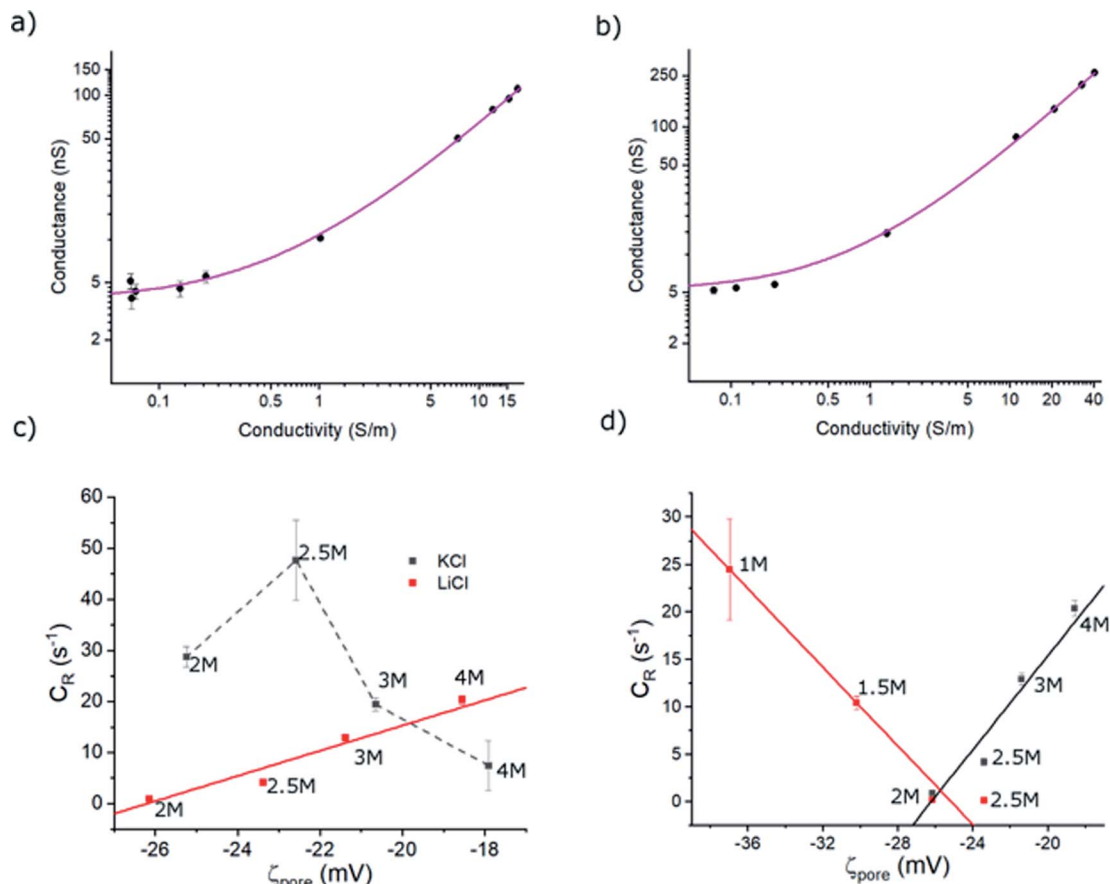 a)
Conductance (nS)
150
100
50
5
2
0.1
0.5
1
5
10
15
Conductivity (S/m)
b)
Conductance (nS)
250
100
50
5
2
0.1
0.5
1
5
10
20
40
Conductivity (S/m)
c)
C_R (s⁻¹)
60
50
40
30
20
10
0
KCl
LiCl
2M
2.5M
3M
4M
2M
2.5M
3M
4M
-26
-24
-22
-20
-18
ζpore (mV)
d)
C_R (s⁻¹)
30
25
20
15
10
5
0
1M
1.5M
2M
2.5M
2.5M
3M
4M
-36
-32
-28
-24
-20
ζpore (mV)